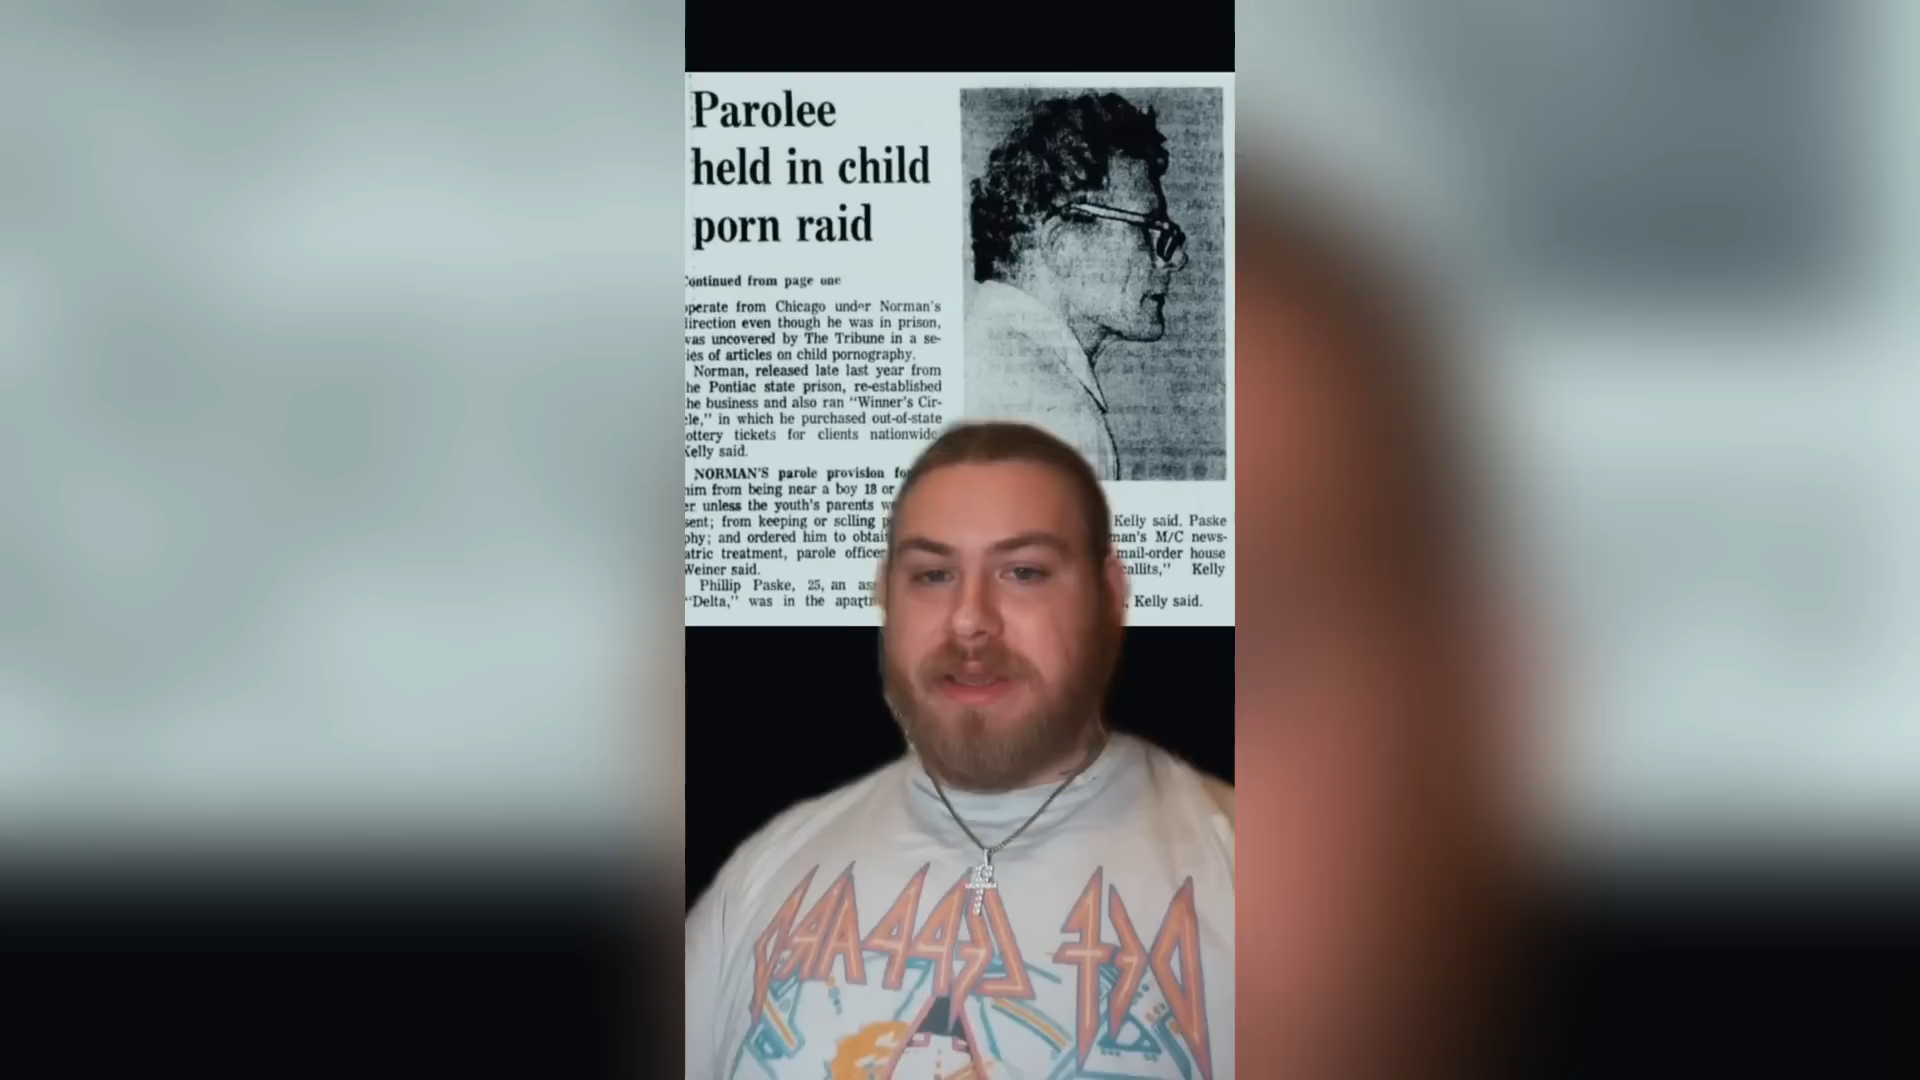 Parolee
held in child
porn raid
Continued from page one
operate from Chicago under Norman's
direction even though he was in prison,
was uncovered by The Tribune in a se-
ries of articles on child pornography.
Norman, released late last year from
the Pontiac state prison, re-established
the business and also ran "Winner's Cir-
cle," in which he purchased out-of-state
lottery tickets for clients nationwide,
Kelly said.
NORMAN'S parole provision
him from being near a boy 18 or
er unless the youth's parents
sent; from keeping or selling
phy; and ordered him to obtain
atric treatment, parole officer
Weiner said.
Phillip Paske, 25, an
"Delta," was in the
Kelly said. Paske
man's M/C news-
mail-order house
callits," Kelly
Kelly said.
DEF LEPPARD